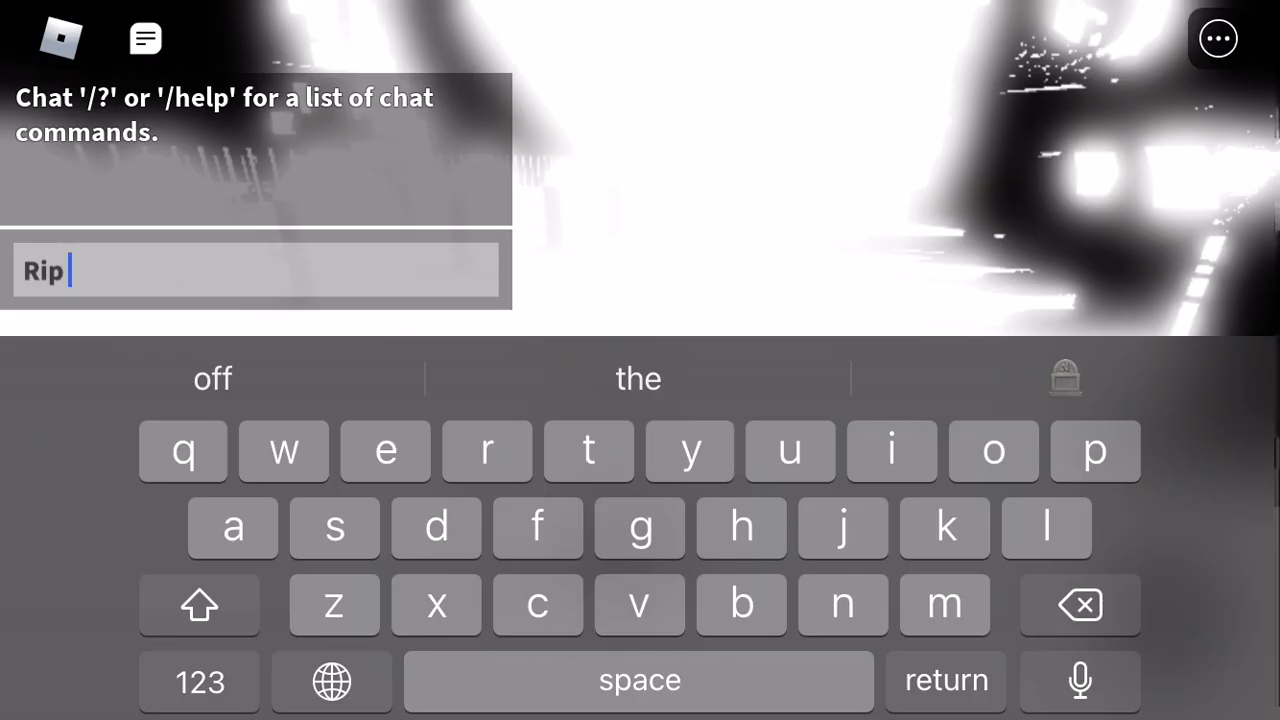 Chat '/?' or '/help' for a list of chat
commands.
Rip
off the
q w e r t y u i o p
a s d f g h j k l
z x c v b n m
123 space return